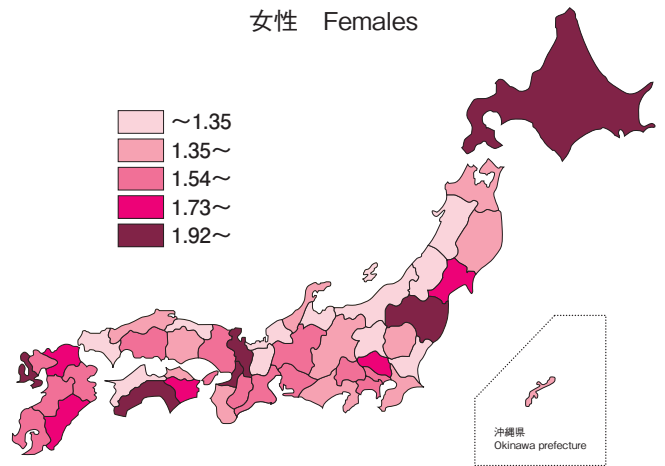 女性 Females
～1.35
1.35～
1.54～
1.73～
1.92～
沖縄県
Okinawa prefecture